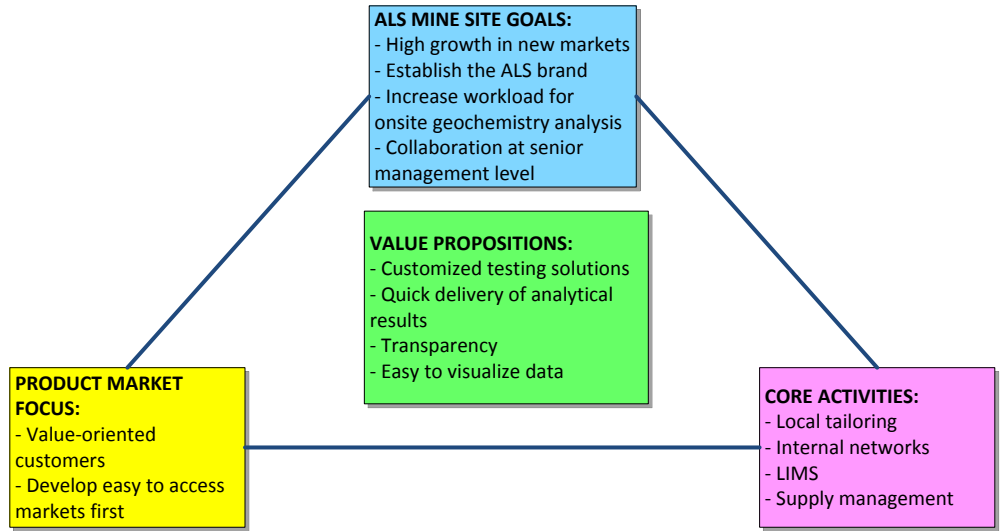 ALS MINE SITE GOALS:
- High growth in new markets
- Establish the ALS brand
- Increase workload for
onsite geochemistry analysis
- Collaboration at senior
management level
VALUE PROPOSITIONS:
- Customized testing solutions
- Quick delivery of analytical
results
- Transparency
- Easy to visualize data
PRODUCT MARKET
FOCUS:
- Value-oriented
customers
- Develop easy to access
markets first
CORE ACTIVITIES:
- Local tailoring
- Internal networks
- LIMS
- Supply management